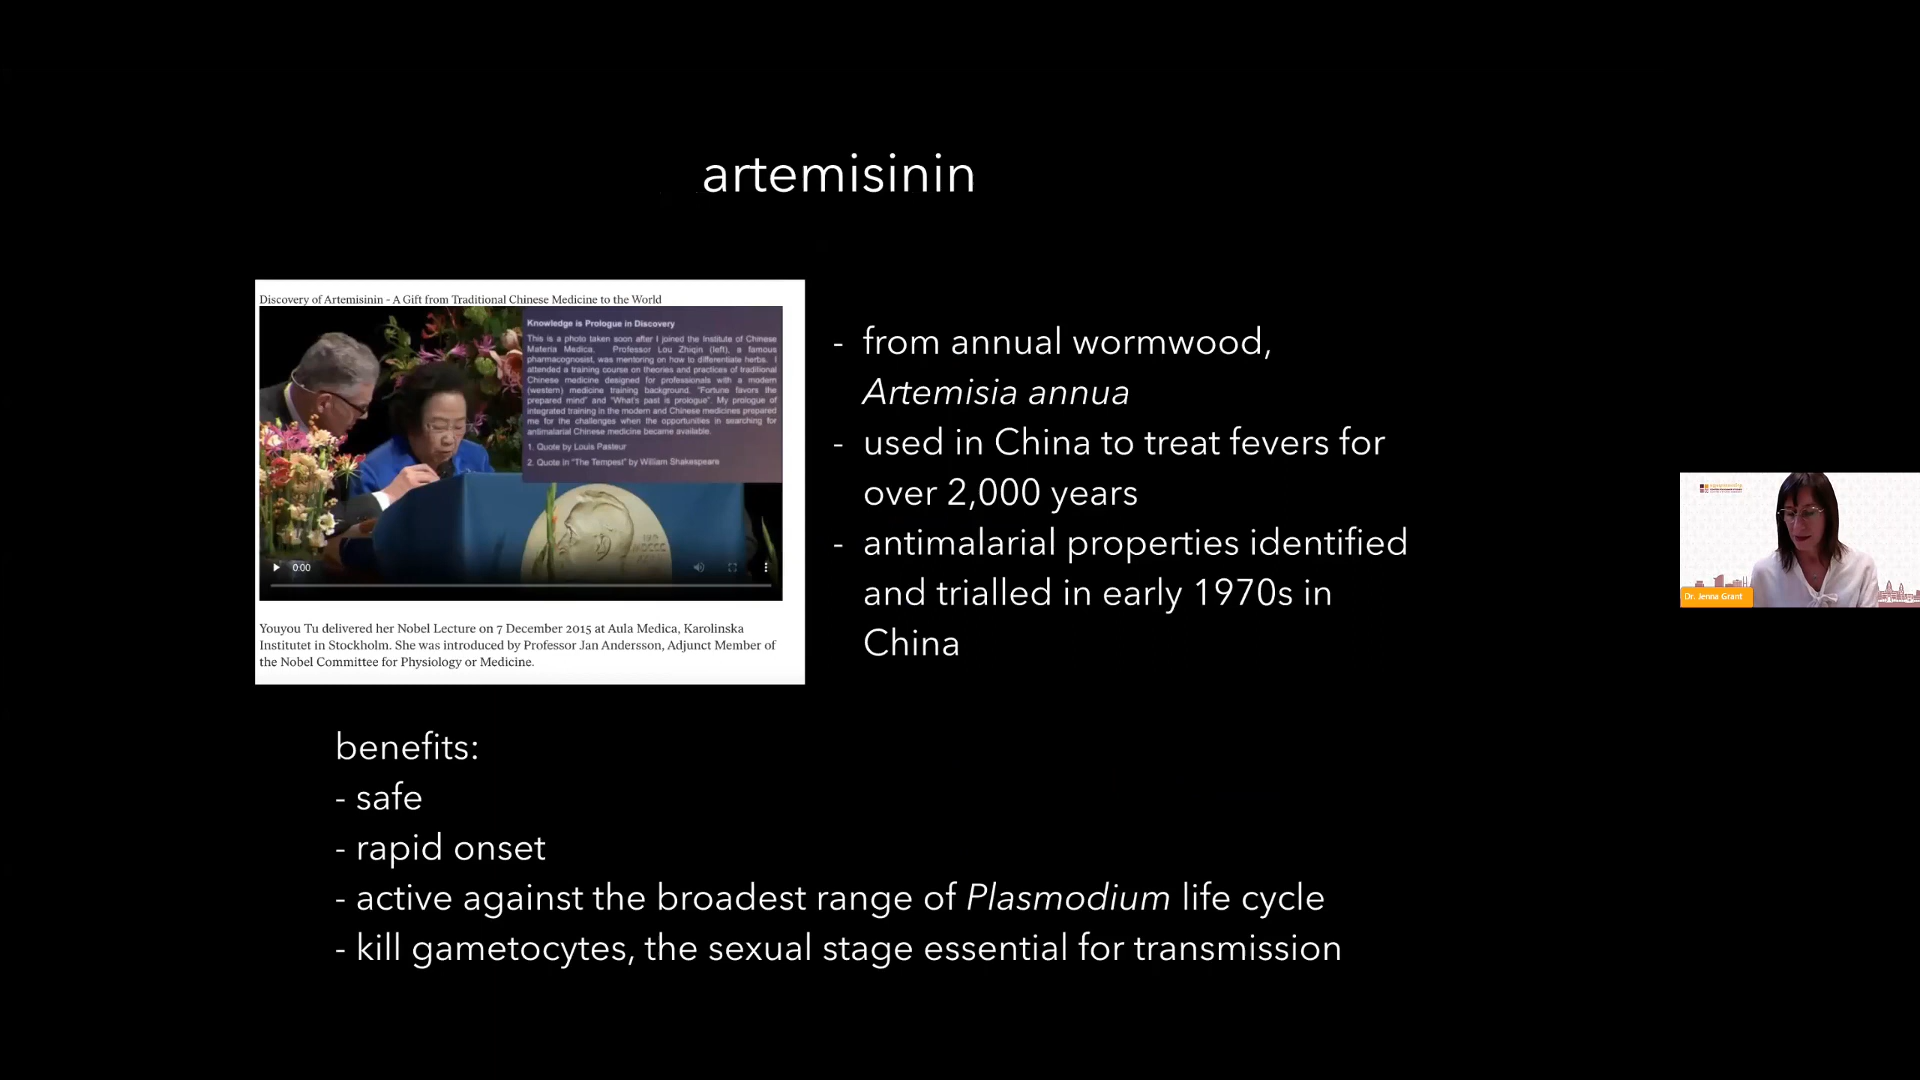 artemisinin
Discovery of Artemisinin - A Gift from Traditional Chinese Medicine to the World
Knowledge is Prologue in Discovery
This is a photo taken soon after I joined the Institute of Chinese
Materia Medica. Professor Lou Zhiqin (left), a famous
pharmacognosist, was mentoring on how to differentiate herbs. I
attended a training course on theories and practices of traditional
Chinese medicine designed for professionals with a modern
(western) medicine training background. "Fortune favors the
prepared mind" and "What's past is prologue". My prologue of
integrated training in the modern and Chinese medicines prepared
me for the challenges when the opportunities in searching for
antimalarial Chinese medicine became available.
1. Quote by Louis Pasteur
2. Quote in "The Tempest" by William Shakespeare
0:00
Youyou Tu delivered her Nobel Lecture on 7 December 2015 at Aula Medica, Karolinska
Institutet in Stockholm. She was introduced by Professor Jan Andersson, Adjunct Member of
the Nobel Committee for Physiology or Medicine.
- from annual wormwood,
Artemisia annua
- used in China to treat fevers for
over 2,000 years
- antimalarial properties identified
and trialled in early 1970s in
China
benefits:
- safe
- rapid onset
- active against the broadest range of Plasmodium life cycle
- kill gametocytes, the sexual stage essential for transmission
Dr. Jenna Grant